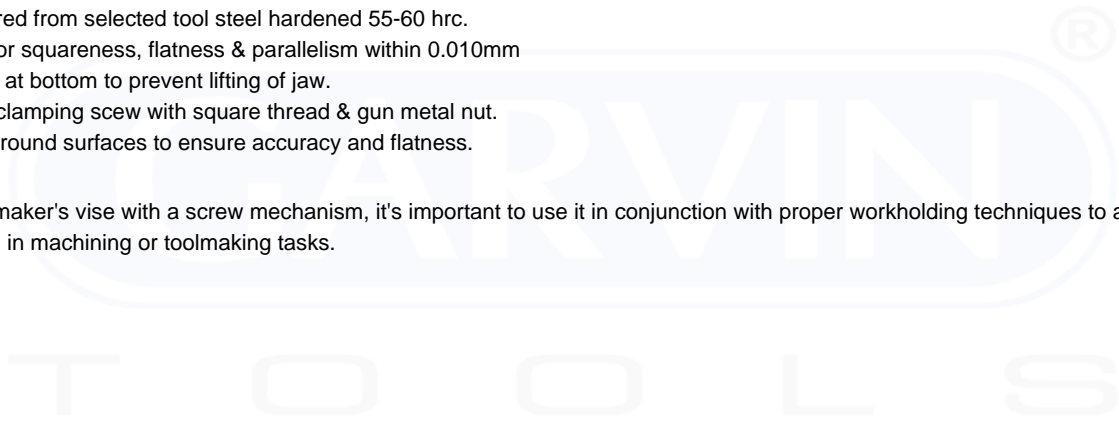 red from selected tool steel hardened 55-60 hrc.
or squareness, flatness & parallelism within 0.010mm
at bottom to prevent lifting of jaw.
clamping scew with square thread & gun metal nut.
round surfaces to ensure accuracy and flatness.
maker's vise with a screw mechanism, it's important to use it in conjunction with proper workholding techniques to a
in machining or toolmaking tasks.
GARVIN ®
TOOLS